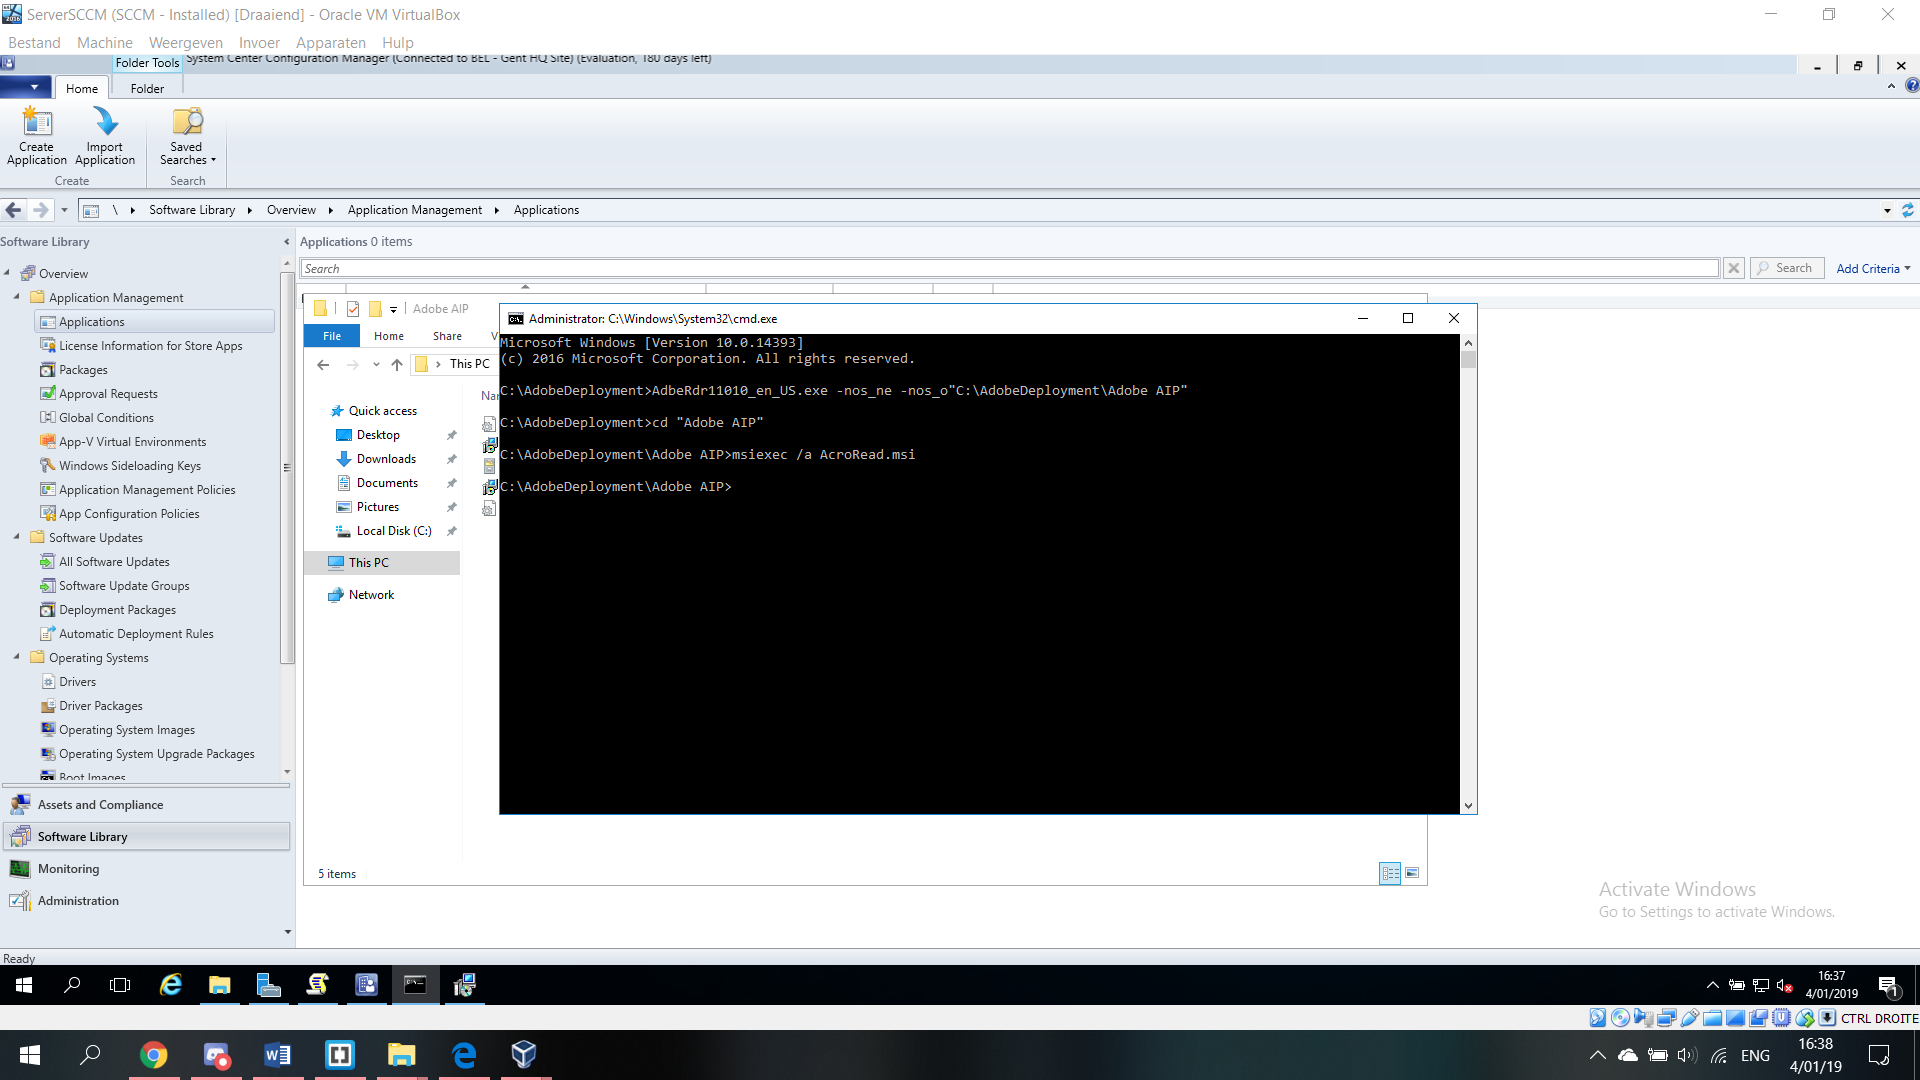 ServerSCCM (SCCM - Installed) [Draaiend] - Oracle VM VirtualBox
Bestand Machine Weergeven Invoer Apparaten Hulp
Folder Tools System Center Configuration Manager (Connected to BEL - Gent HQ Site) (Evaluation, 180 days left)
Home Folder
Create Application
Import Application
Saved Searches
Create
Search
\ Software Library Overview Application Management Applications
Software Library
Applications 0 items
Search
Search
Add Criteria
Overview
Application Management
Applications
License Information for Store Apps
Packages
Approval Requests
Global Conditions
App-V Virtual Environments
Windows Sideloading Keys
Application Management Policies
App Configuration Policies
Software Updates
All Software Updates
Software Update Groups
Deployment Packages
Automatic Deployment Rules
Operating Systems
Drivers
Driver Packages
Operating System Images
Operating System Upgrade Packages
Boot Images
Assets and Compliance
Software Library
Monitoring
Administration
Ready
Adobe AIP
File Home Share
This PC
Quick access
Desktop
Downloads
Documents
Pictures
Local Disk (C:)
This PC
Network
5 items
Administrator: C:\Windows\System32\cmd.exe
Microsoft Windows [Version 10.0.14393]
(c) 2016 Microsoft Corporation. All rights reserved.
C:\AdobeDeployment>AdbeRdr11010_en_US.exe -nos_ne -nos_o"C:\AdobeDeployment\Adobe AIP"
C:\AdobeDeployment>cd "Adobe AIP"
C:\AdobeDeployment\Adobe AIP>msiexec /a AcroRead.msi
C:\AdobeDeployment\Adobe AIP>
Activate Windows
Go to Settings to activate Windows.
16:37
4/01/2019
1
CTRL DROITE
ENG
16:38
4/01/19